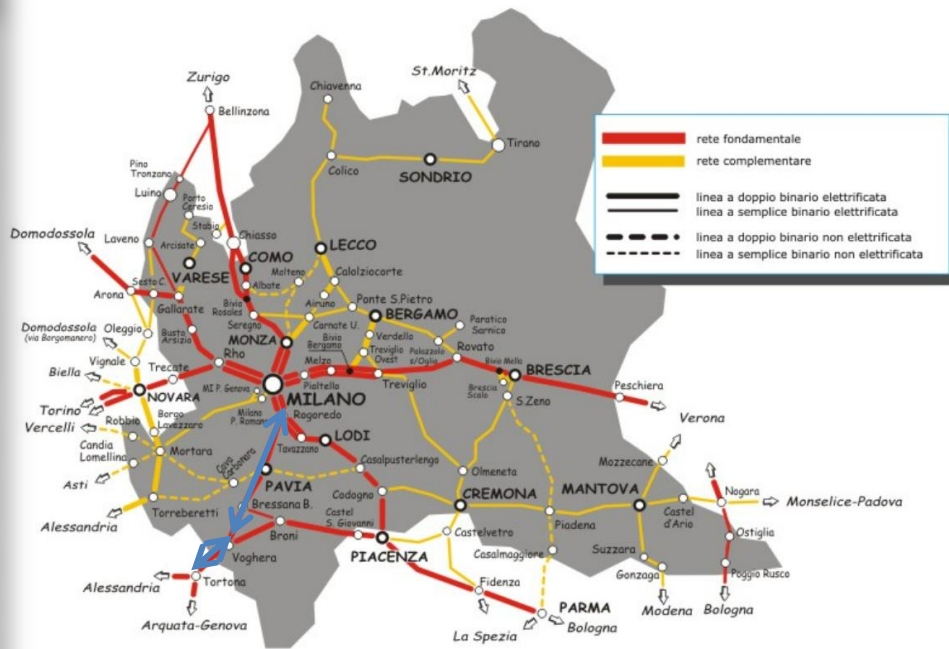 Zurigo
St.Moritz
Bellinzona
Chiavenna
Tirano
rete fondamentale
rete complementare
linea a doppio binario elettrificata
linea a semplice binario elettrificata
linea a doppio binario non elettrificata
linea a semplice binario non elettrificata
Pino
Tronzano
Luino
Porto
Ceresio
Stabio
Colico
SONDRIO
Domodossola
Laveno
Arcisate
Chiasso
COMO
LECCO
VARESE
Albate
Molteno
Calolziocorte
Sesto C.
Arona
Gallarate
Bivio
Rosales
Airuno
Ponte S.Pietro
BERGAMO
Seregno
Carnate U.
Paratico
Sarnico
Domodossola
(via Borgomanero)
Oleggio
Busto
Arsizio
MONZA
Bivio
Bergamo
Verdello
Treviglio
Ovest
Palazzolo
s/Oglio
Rovato
Vignale
Rho
Melzo
Bivio Mella
BRESCIA
Biella
Trecate
Pioltello
Treviglio
Brescia
Scalo
Peschiera
NOVARA
MI P. Genova
MILANO
S.Zeno
Verona
Torino
Robbio
Borgo
Lavezzaro
Milano
P. Romana
Rogoredo
Vercelli
LODI
Tavazzano
Candia
Lomellina
Mortara
Cava
Carbonara
Casalpusterlengo
Mozzecane
Asti
PAVIA
Olmeneta
Codogno
CREMONA
MANTOVA
Nogara
Monselice-Padova
Torreberetti
Bressana B.
Castel
S. Giovanni
Castel
d'Ario
Alessandria
Broni
Castelvetro
Piadena
Ostiglia
PIACENZA
Casalmaggiore
Suzzara
Voghera
Gonzaga
Poggio Rusco
Alessandria
Tortona
Fidenza
PARMA
Modena
Bologna
Arquata-Genova
La Spezia
Bologna